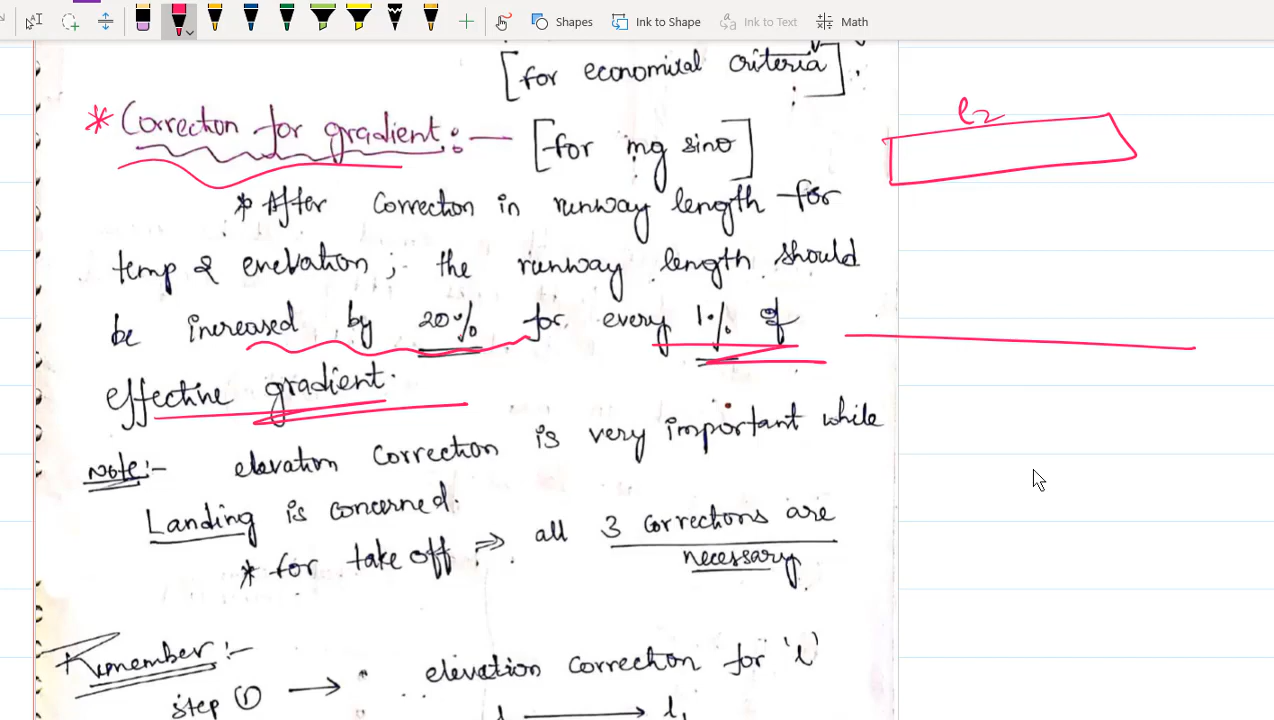 Shapes Ink to Shape Ink to Text Math
[for economical criteria].
* Correction for gradient :- [for mg sinθ]
* After correction in runway length for
temp & enelvation ; the runway length should
be increased by 20% for every 1% of
effective gradient.
Note:- elevation correction is very important while
Landing is concerned.
* for take off ⇒ all 3 corrections are
necessary
Remember:-
step ① → elevation correction for 'l'
l → l₁
l₂